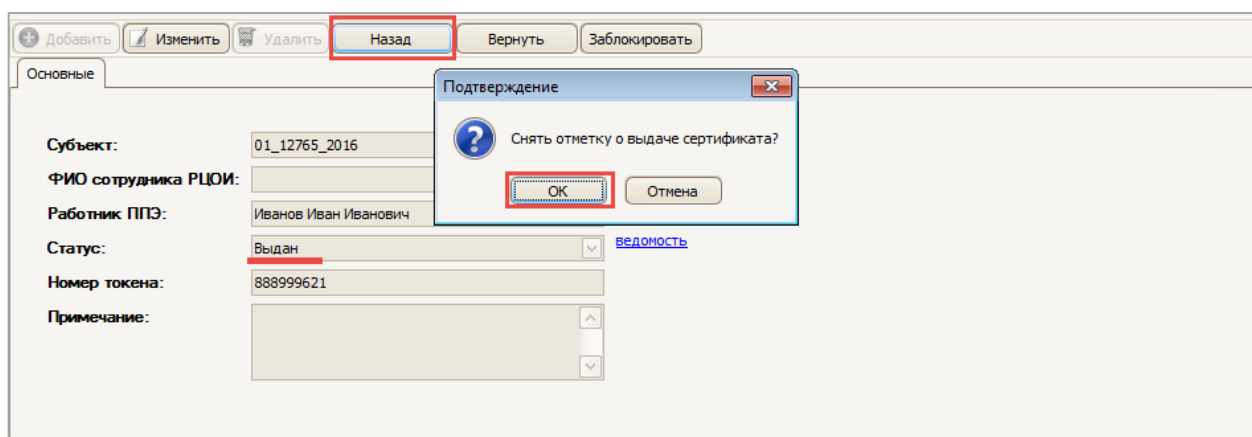 Добавить Изменить Удалить Назад Вернуть Заблокировать
Основные
Подтверждение
Снять отметку о выдаче сертификата?
ОК Отмена
Субъект: 01_12765_2016
ФИО сотрудника РЦОИ:
Работник ППЭ: Иванов Иван Иванович
Статус: Выдан ведомость
Номер токена: 888999621
Примечание: